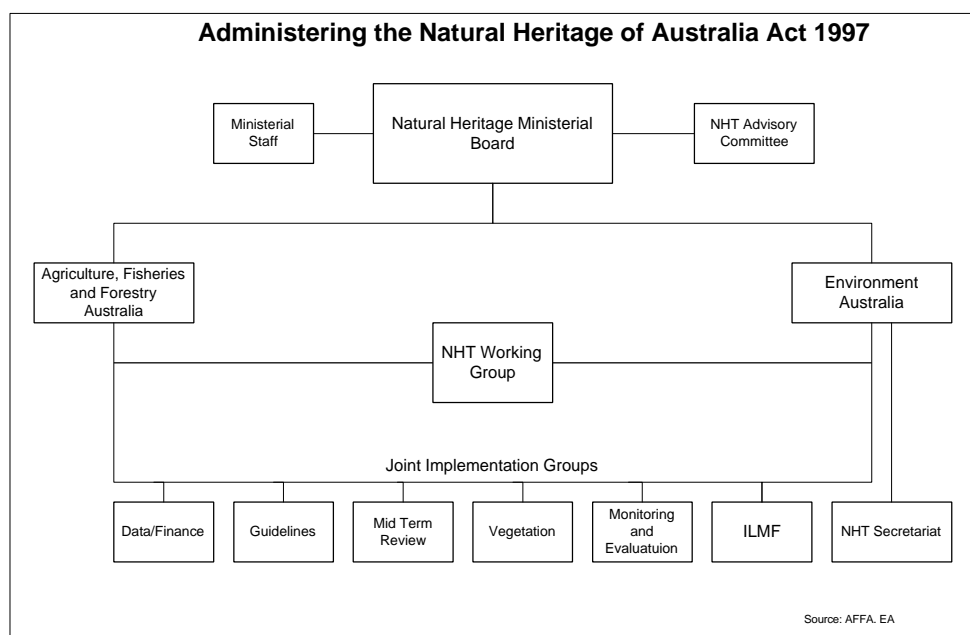 Administering the Natural Heritage of Australia Act 1997
Ministerial
Staff
Natural Heritage Ministerial
Board
NHT Advisory
Committee
Agriculture, Fisheries
and Forestry
Australia
Environment
Australia
NHT Working
Group
Joint Implementation Groups
Data/Finance
Guidelines
Mid Term
Review
Vegetation
Monitoring
and
Evaluatuion
ILMF
NHT Secretariat
Source: AFFA. EA